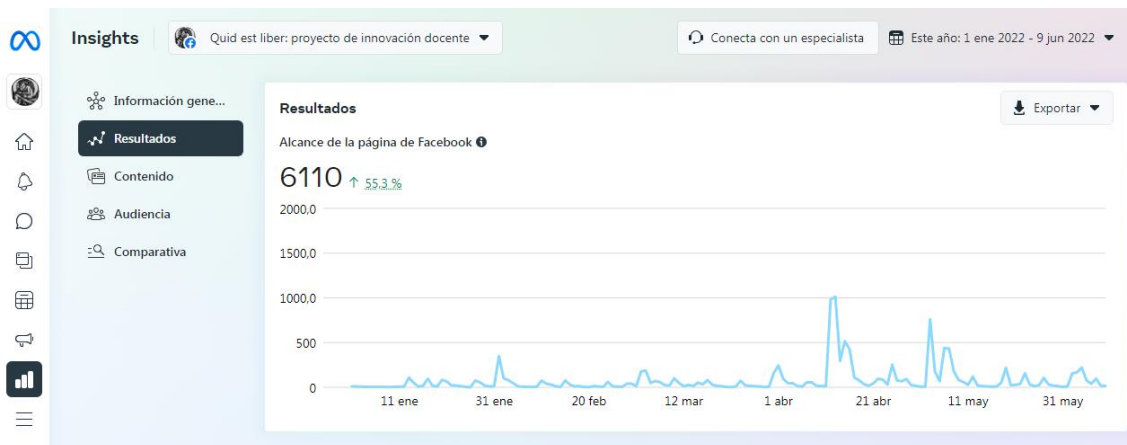 Insights
Quid est liber: proyecto de innovación docente
Conecta con un especialista
Este año: 1 ene 2022 - 9 jun 2022
Información gene...
Resultados
Contenido
Audiencia
Comparativa
Resultados
Exportar
Alcance de la página de Facebook
6110 ↑ 55,3 %
2000,0
1500,0
1000,0
500
0
11 ene 31 ene 20 feb 12 mar 1 abr 21 abr 11 may 31 may